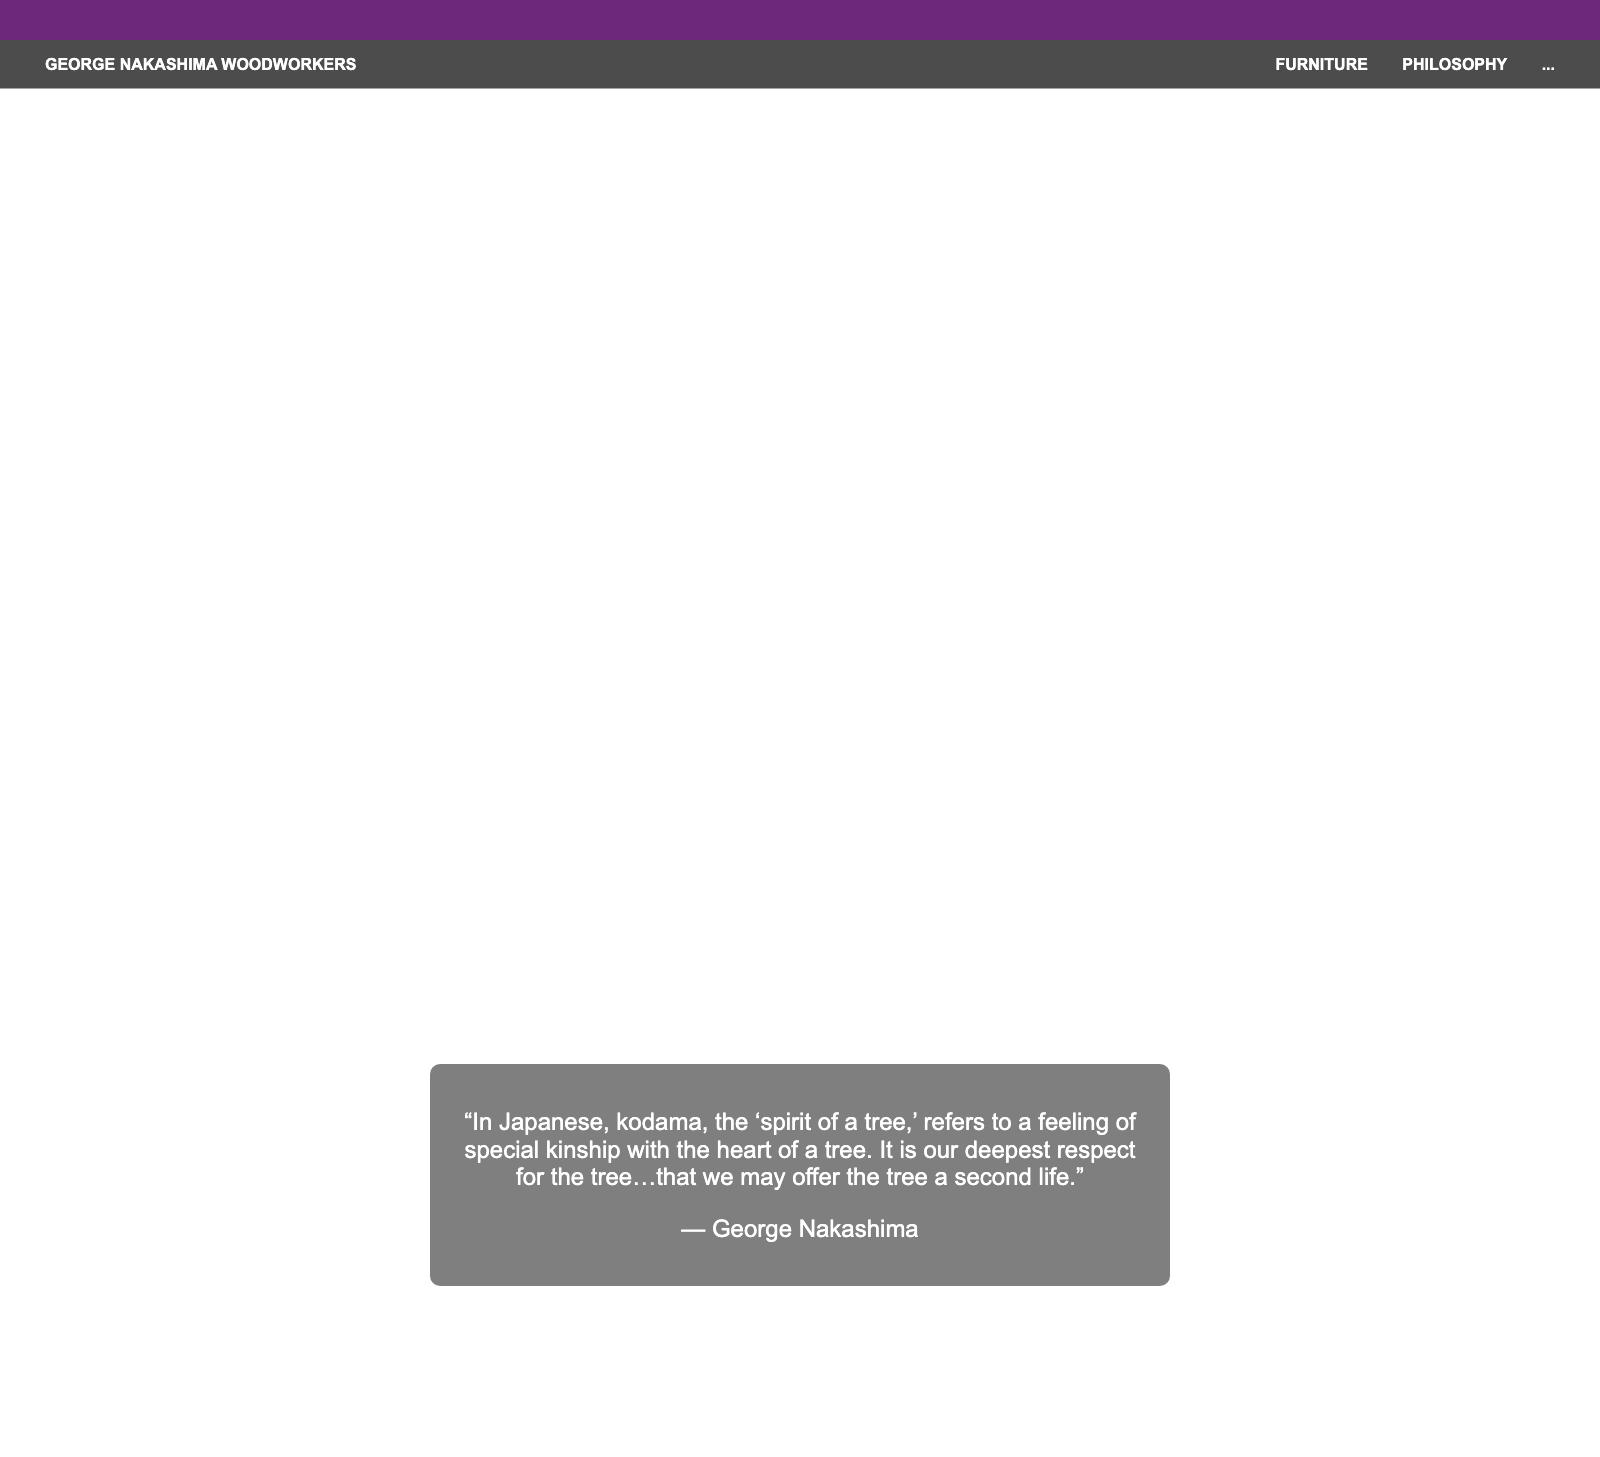 GEORGE NAKASHIMA WOODWORKERS
FURNITURE PHILOSOPHY ...
“In Japanese, kodama, the ‘spirit of a tree,’ refers to a feeling of
special kinship with the heart of a tree. It is our deepest respect
for the tree…that we may offer the tree a second life.”
— George Nakashima